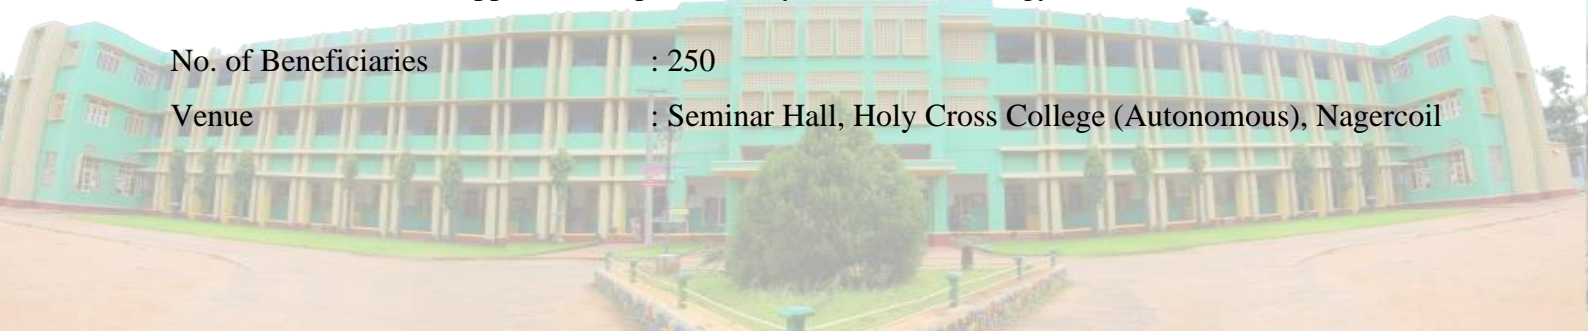 No. of Beneficiaries : 250
Venue : Seminar Hall, Holy Cross College (Autonomous), Nagercoil